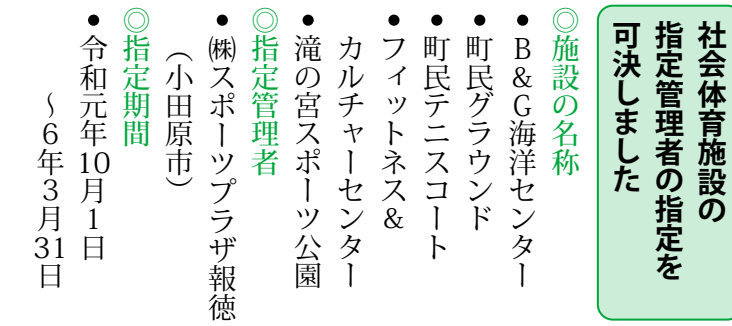 社会体育施設の
指定管理者の指定を
可決しました
◎施設の名称
●B&G海洋センター
●町民グラウンド
●町民テニスコート
●フィットネス&
カルチャーセンター
●滝の宮スポーツ公園
◎指定管理者
●㈱スポーツプラザ報徳
(小田原市)
◎指定期間
●令和元年10月1日
~6年3月31日